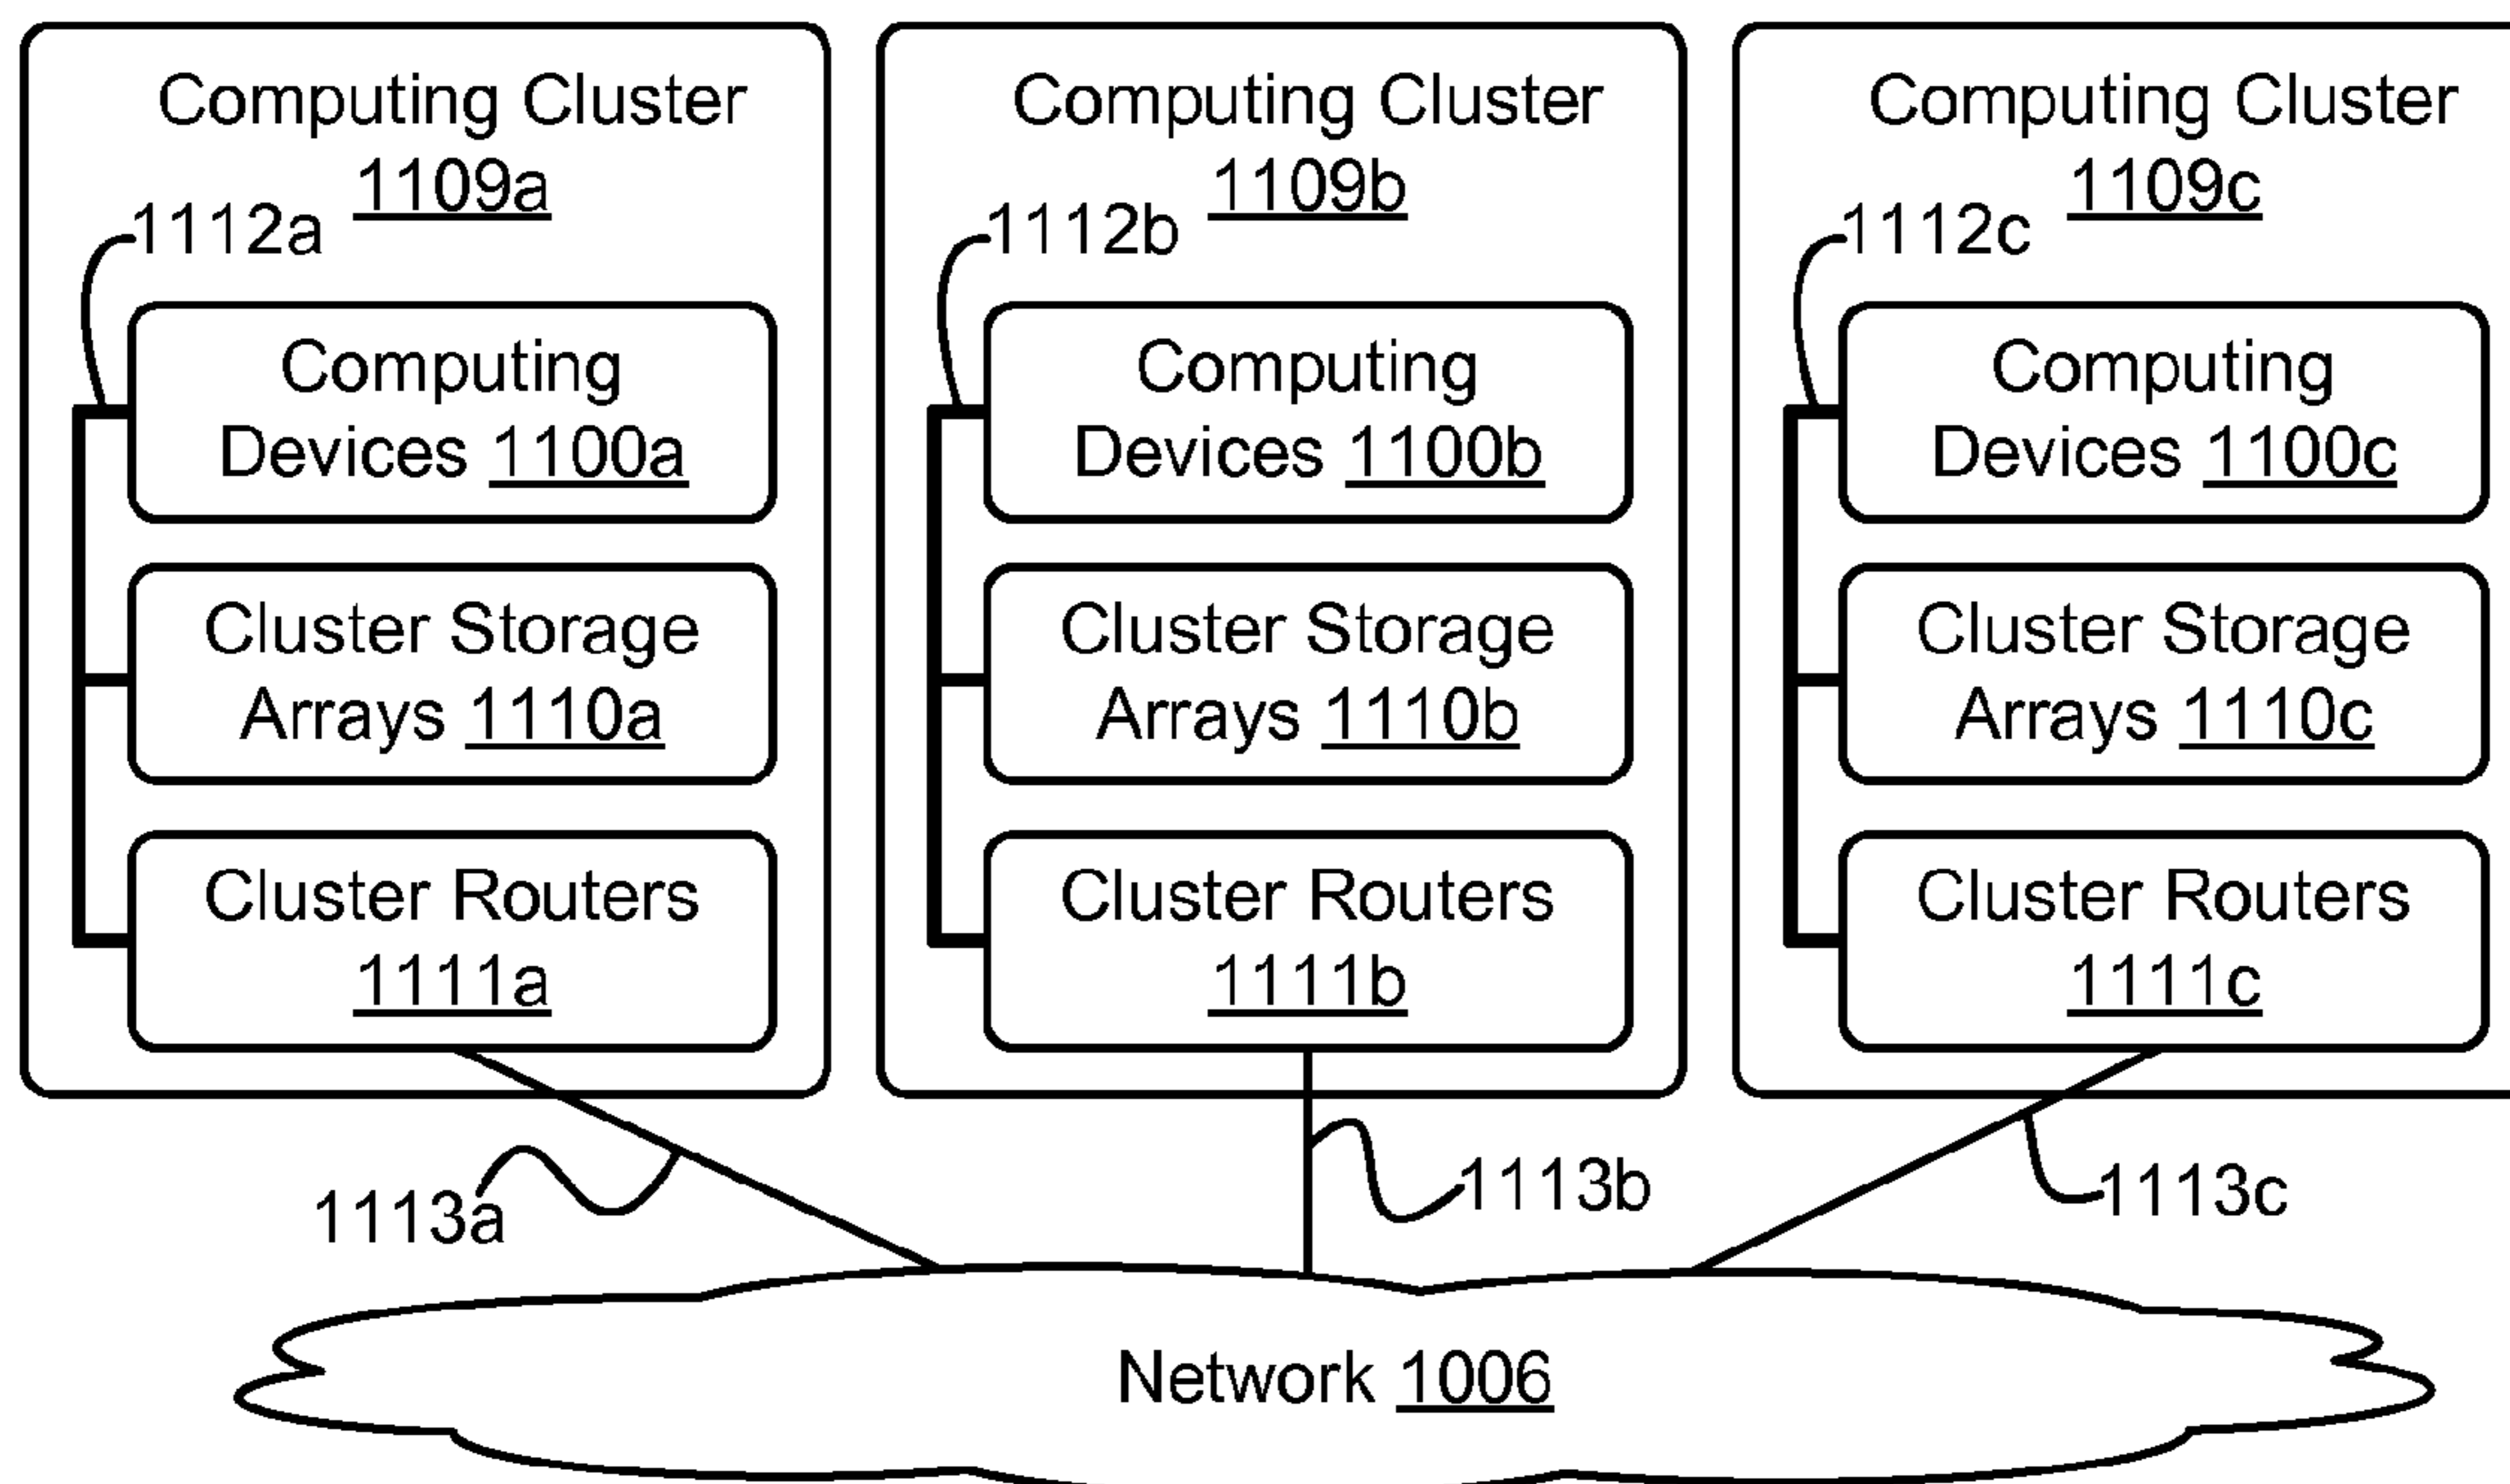 Computing Cluster
1109a
1112a
Computing
Devices 1100a
Cluster Storage
Arrays 1110a
Cluster Routers
1111a
Computing Cluster
1109b
1112b
Computing
Devices 1100b
Cluster Storage
Arrays 1110b
Cluster Routers
1111b
Computing Cluster
1109c
1112c
Computing
Devices 1100c
Cluster Storage
Arrays 1110c
Cluster Routers
1111c
1113a
1113b
1113c
Network 1006